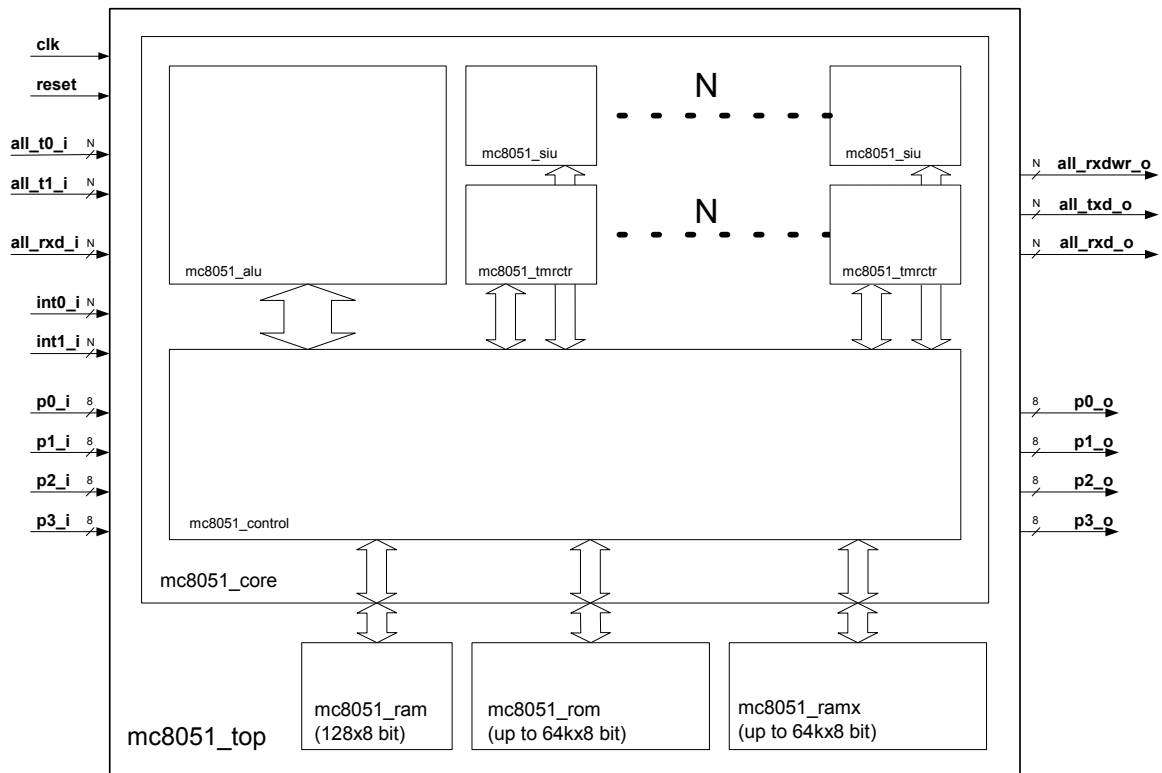 clk
reset
all_t0_i N
all_t1_i N
all_rxd_i N
int0_i N
int1_i N
p0_i 8
p1_i 8
p2_i 8
p3_i 8
mc8051_alu
mc8051_siu
N
mc8051_siu
mc8051_tmrctr
N
mc8051_tmrctr
mc8051_control
mc8051_core
mc8051_ram
(128x8 bit)
mc8051_rom
(up to 64kx8 bit)
mc8051_ramx
(up to 64kx8 bit)
mc8051_top
N all_rxdwr_o
N all_txd_o
N all_rxd_o
8 p0_o
8 p1_o
8 p2_o
8 p3_o